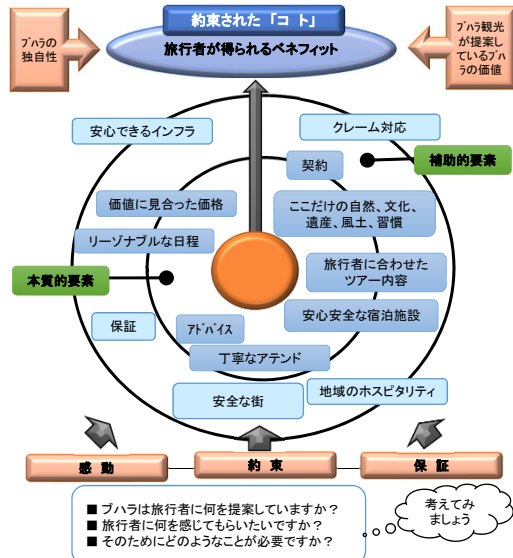 約束された「コ ト」
旅行者が得られるベネフィット
ブハラの
独自性
ブハラ観光
が提案し
ているブハ
ラの価値
安心できるインフラ
クレーム対応
契約
補助的要素
価値に見合った価格
ここだけの自然、文化、
遺産、風土、習慣
リーゾナブルな日程
旅行者に合わせた
ツアー内容
本質的要素
安心安全な宿泊施設
保証
アドバイス
丁寧なアテンド
安全な街
地域のホスピタリティ
感 動
約 束
保 証
■ ブハラは旅行者に何を提案していますか？
■ 旅行者に何を感じてもらいたいですか？
■ そのためにどのようなことが必要ですか？
考えてみ
ましょう